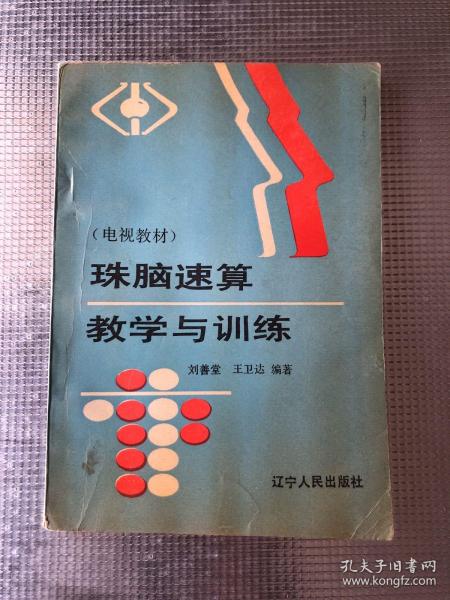 （电视教材）
珠脑速算
教学与训练
刘善堂 王卫达 编著
辽宁人民出版社
孔夫子旧书网
www.kongfz.com